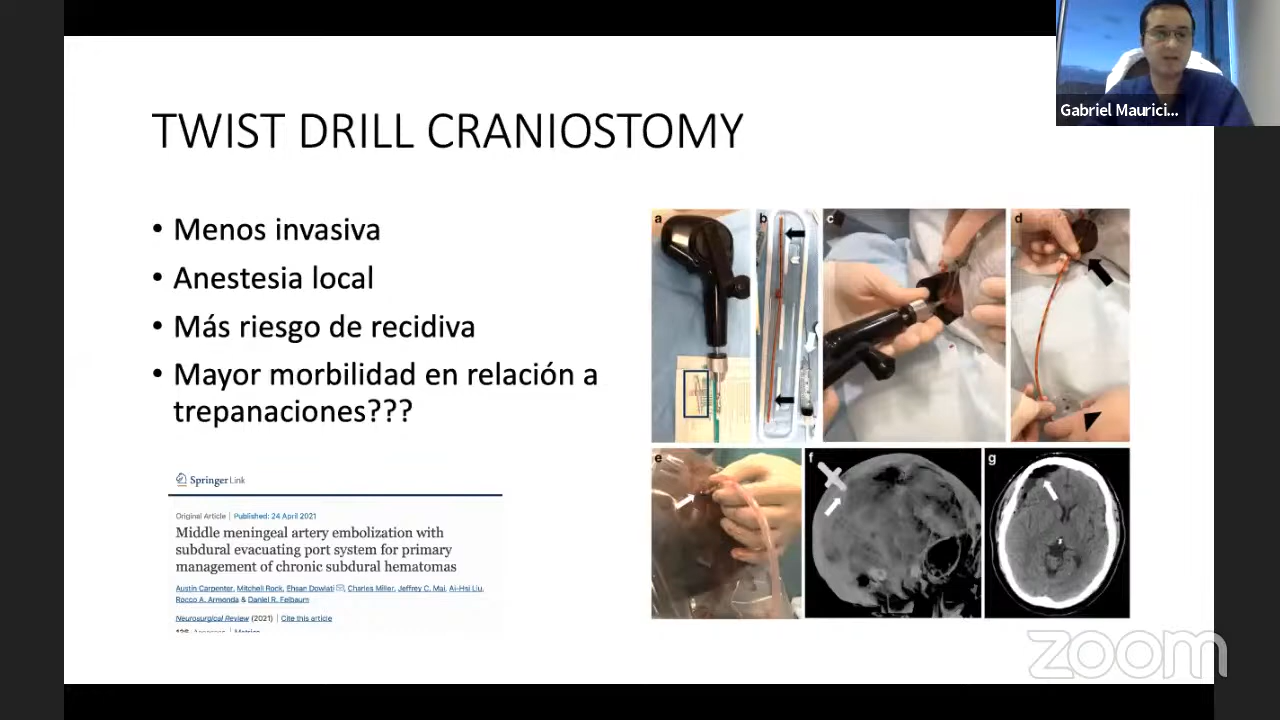 Gabriel Maurici...
TWIST DRILL CRANIOSTOMY
• Menos invasiva
• Anestesia local
• Más riesgo de recidiva
• Mayor morbilidad en relación a
trepanaciones???
Springer Link
Original Article | Published: 24 April 2021
Middle meningeal artery embolization with
subdural evacuating port system for primary
management of chronic subdural hematomas
Austin Carpenter, Mitchell Rock, Ehsan Dowlati, Charles Miller, Jeffrey C. Mai, Ai-Hsi Liu,
Rocco A. Armonda & Daniel R. Felbaum
Neurosurgical Review (2021) | Cite this article
a
b
c
d
e
f
g
zoom